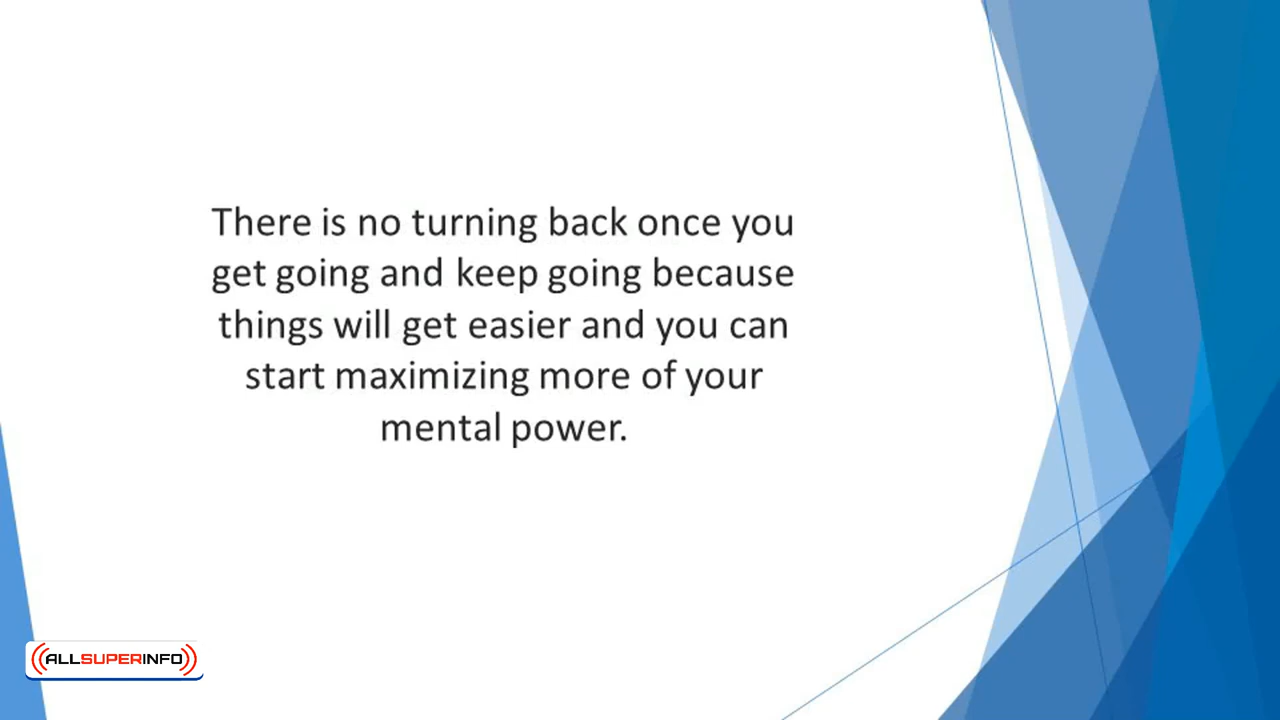 There is no turning back once you
get going and keep going because
things will get easier and you can
start maximizing more of your
mental power.
ALLSUPERINFO